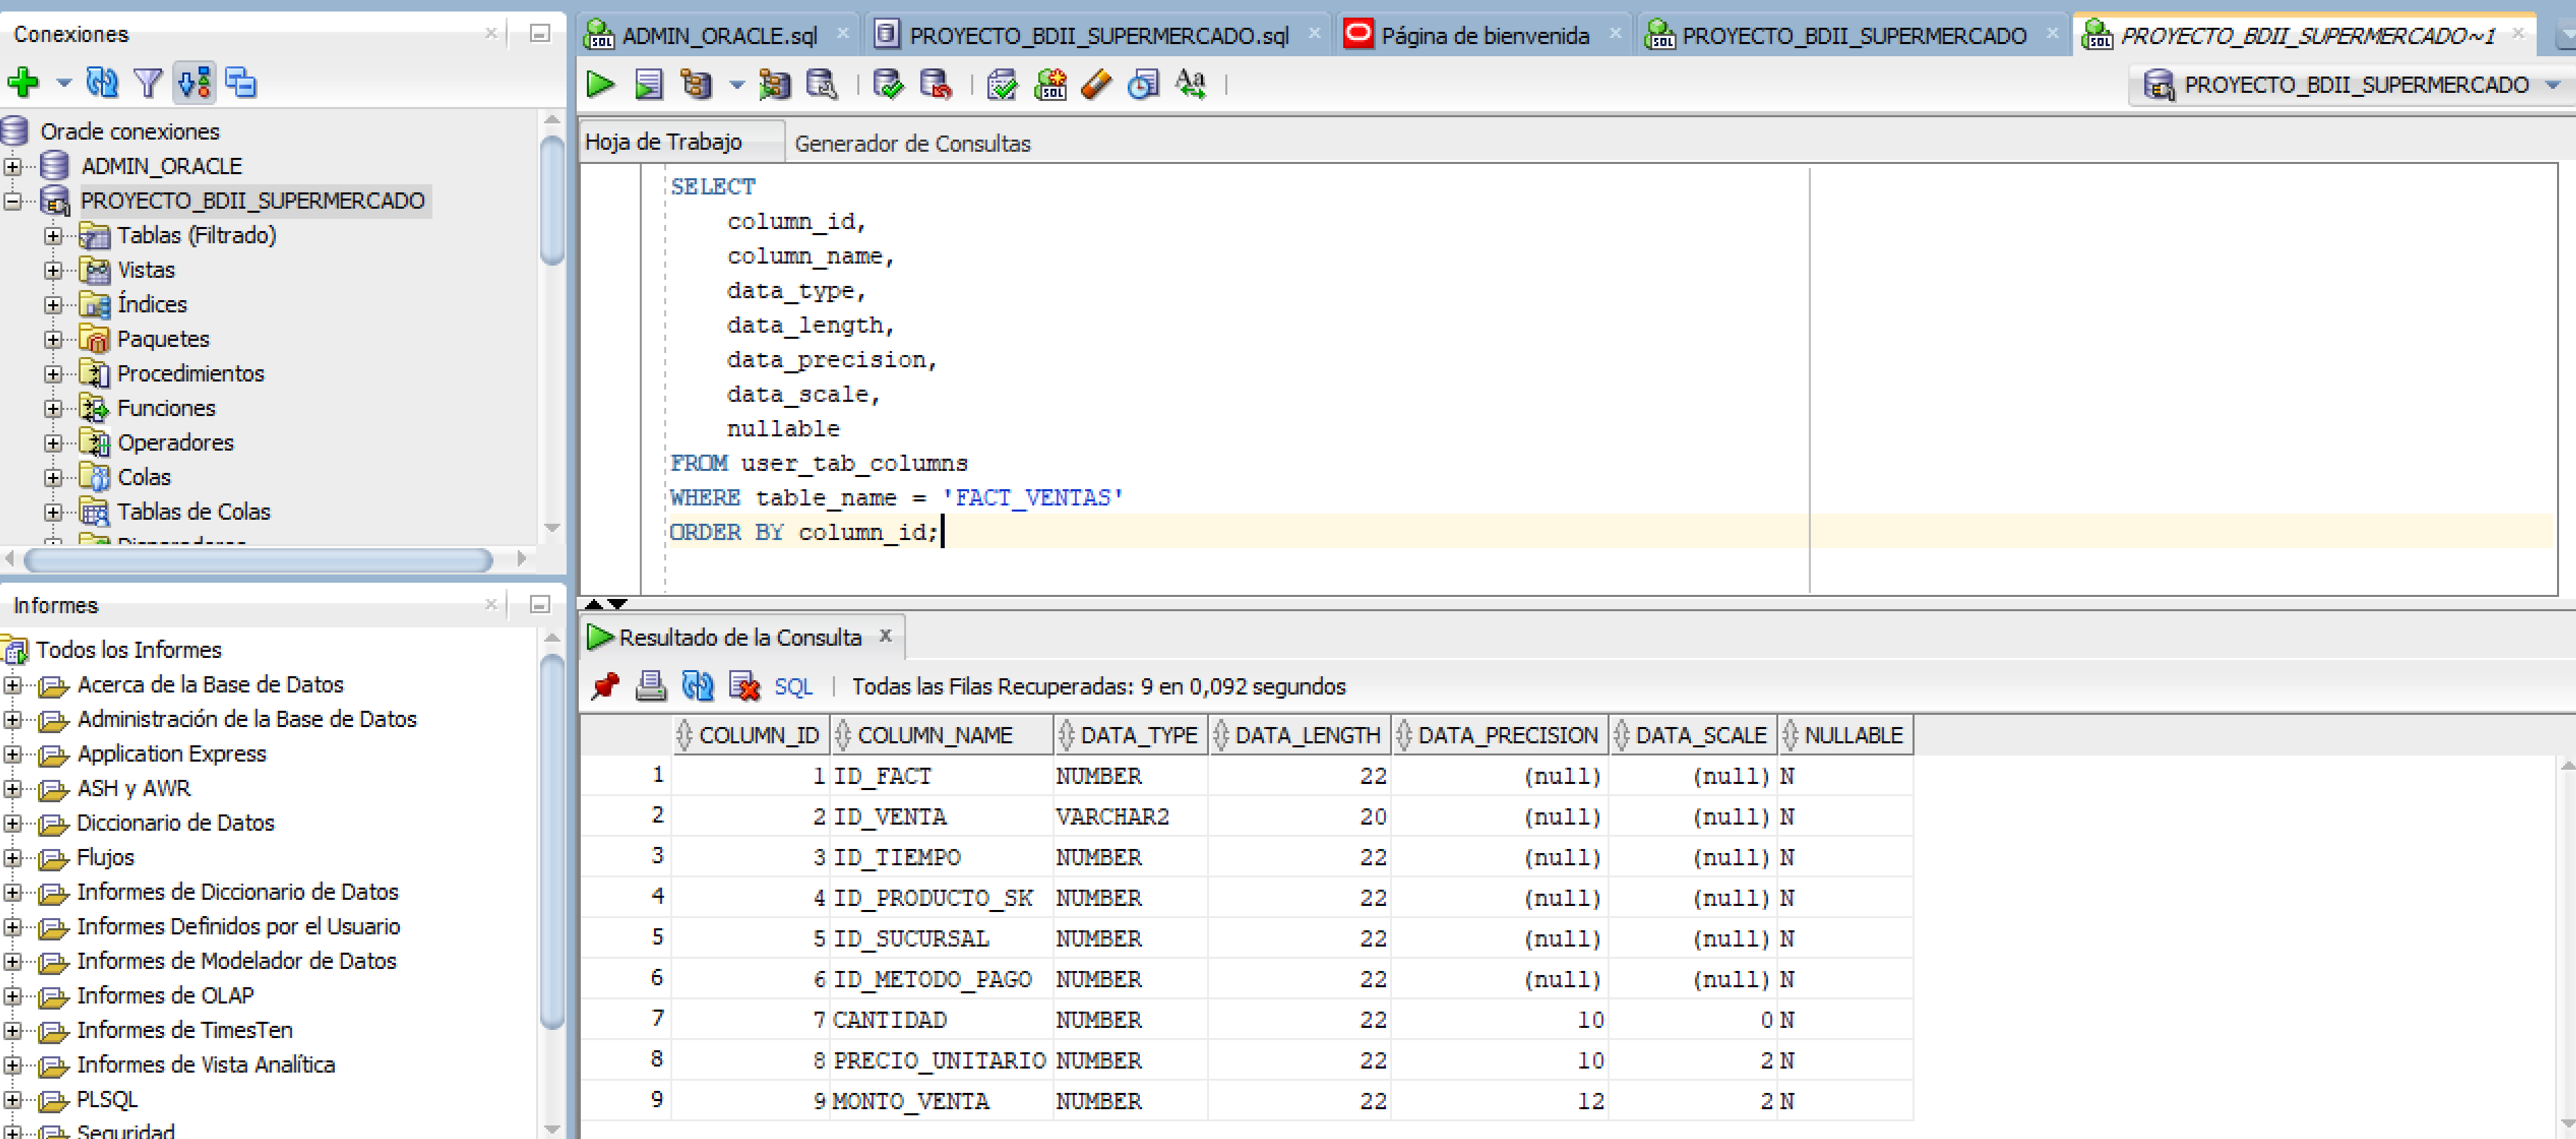 Conexiones
Oracle conexiones
ADMIN_ORACLE
PROYECTO_BDII_SUPERMERCADO
Tablas (Filtrado)
Vistas
Índices
Paquetes
Procedimientos
Funciones
Operadores
Colas
Tablas de Colas
Disparadores
Informes
Todos los Informes
Acerca de la Base de Datos
Administración de la Base de Datos
Application Express
ASH y AWR
Diccionario de Datos
Flujos
Informes de Diccionario de Datos
Informes Definidos por el Usuario
Informes de Modelador de Datos
Informes de OLAP
Informes de TimesTen
Informes de Vista Analítica
PLSQL
Seguridad
ADMIN_ORACLE.sql PROYECTO_BDII_SUPERMERCADO.sql Página de bienvenida PROYECTO_BDII_SUPERMERCADO PROYECTO_BDII_SUPERMERCADO~1
PROYECTO_BDII_SUPERMERCADO
Hoja de Trabajo Generador de Consultas
SELECT
column_id,
column_name,
data_type,
data_length,
data_precision,
data_scale,
nullable
FROM user_tab_columns
WHERE table_name = 'FACT_VENTAS'
ORDER BY column_id;
Resultado de la Consulta
SQL | Todas las Filas Recuperadas: 9 en 0,092 segundos
COLUMN_ID COLUMN_NAME DATA_TYPE DATA_LENGTH DATA_PRECISION DATA_SCALE NULLABLE
1 1 ID_FACT NUMBER 22 (null) (null) N
2 2 ID_VENTA VARCHAR2 20 (null) (null) N
3 3 ID_TIEMPO NUMBER 22 (null) (null) N
4 4 ID_PRODUCTO_SK NUMBER 22 (null) (null) N
5 5 ID_SUCURSAL NUMBER 22 (null) (null) N
6 6 ID_METODO_PAGO NUMBER 22 (null) (null) N
7 7 CANTIDAD NUMBER 22 10 0 N
8 8 PRECIO_UNITARIO NUMBER 22 10 2 N
9 9 MONTO_VENTA NUMBER 22 12 2 N